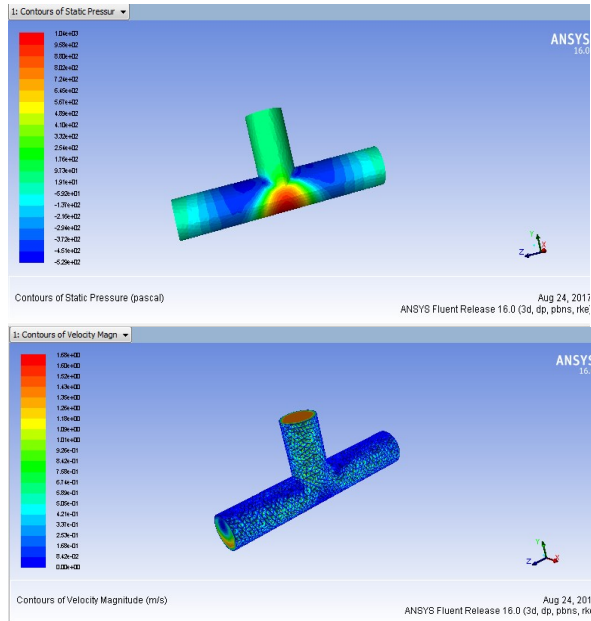 1: Contours of Static Pressur
1.04e+03
9.58e+02
8.80e+02
8.02e+02
7.24e+02
6.45e+02
5.67e+02
4.89e+02
4.10e+02
3.32e+02
2.54e+02
1.76e+02
9.73e+01
1.91e+01
-5.92e+01
-1.37e+02
-2.16e+02
-2.94e+02
-3.72e+02
-4.51e+02
-5.29e+02
ANSYS
16.0
Y
X
Z
Contours of Static Pressure (pascal)
Aug 24, 2017
ANSYS Fluent Release 16.0 (3d, dp, pbns, rke)
1: Contours of Velocity Magn
1.68e+00
1.60e+00
1.52e+00
1.43e+00
1.35e+00
1.26e+00
1.18e+00
1.09e+00
1.01e+00
9.26e-01
8.42e-01
7.58e-01
6.74e-01
5.89e-01
5.05e-01
4.21e-01
3.37e-01
2.53e-01
1.68e-01
8.42e-02
0.00e+00
ANSYS
16.
Y
Z
X
Contours of Velocity Magnitude (m/s)
Aug 24, 201
ANSYS Fluent Release 16.0 (3d, dp, pbns, rke